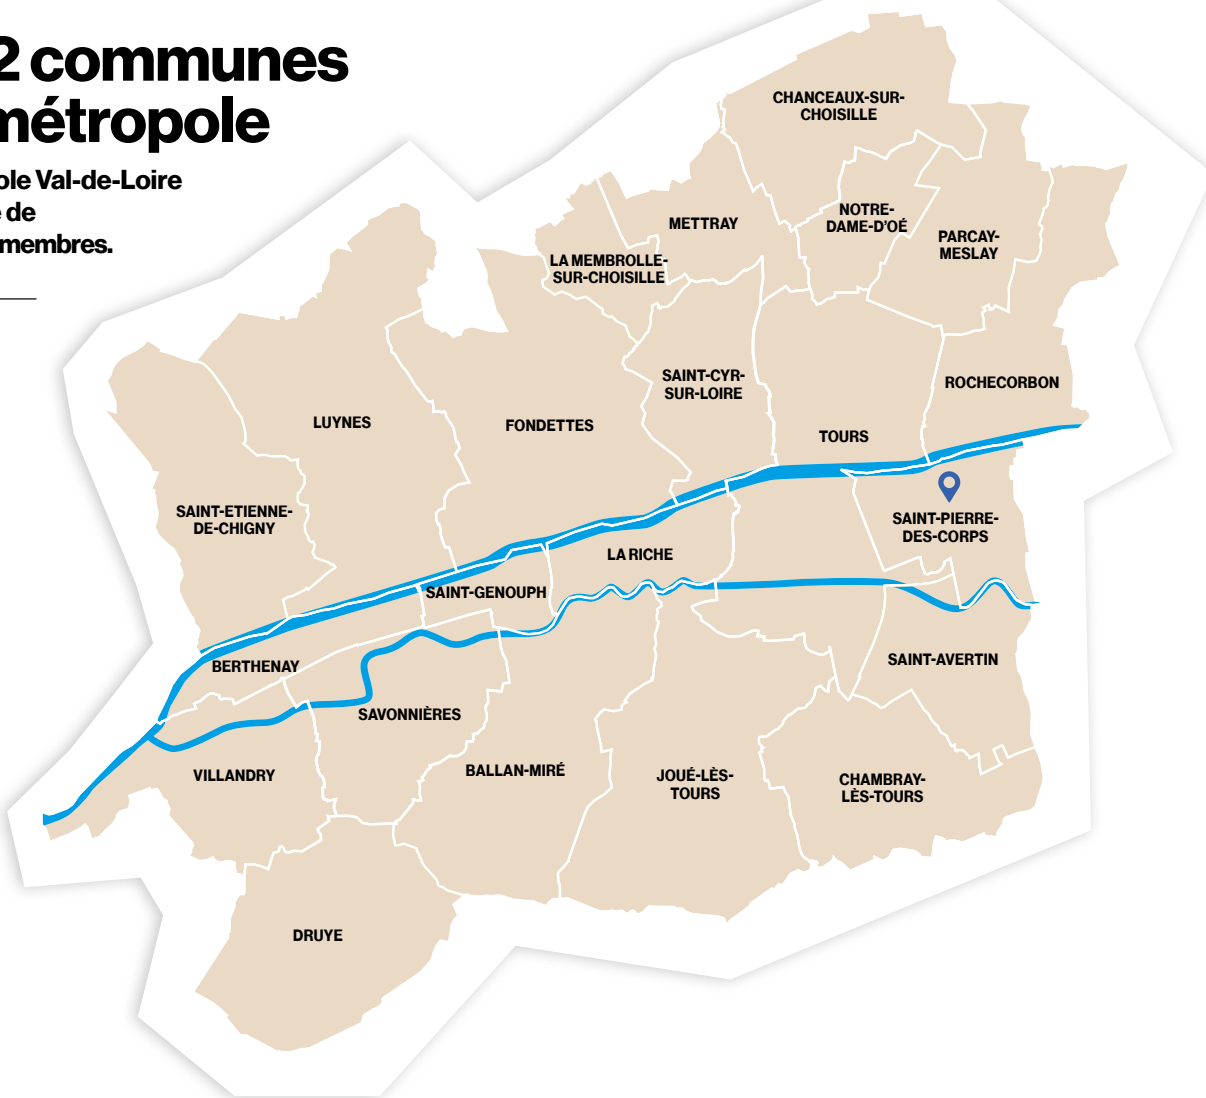 2 communes
métropole
ole Val-de-Loire
e de
membres.
CHANCEAUX-SUR-
CHOISILLE
NOTRE-
DAME-D'OÉ
METTRAY
PARCAY-
MESLAY
LA MEMBROLLE-
SUR-CHOISILLE
SAINT-CYR-
SUR-LOIRE
ROCHECORBON
LUYNES
FONDETTES
TOURS
SAINT-ETIENNE-
DE-CHIGNY
SAINT-PIERRE-
DES-CORPS
LA RICHE
SAINT-GENOUPH
BERTHENAY
SAINT-AVERTIN
SAVONNIÈRES
VILLANDRY
BALLAN-MIRÉ
JOUÉ-LÈS-
TOURS
CHAMBRAY-
LÈS-TOURS
DRUYE